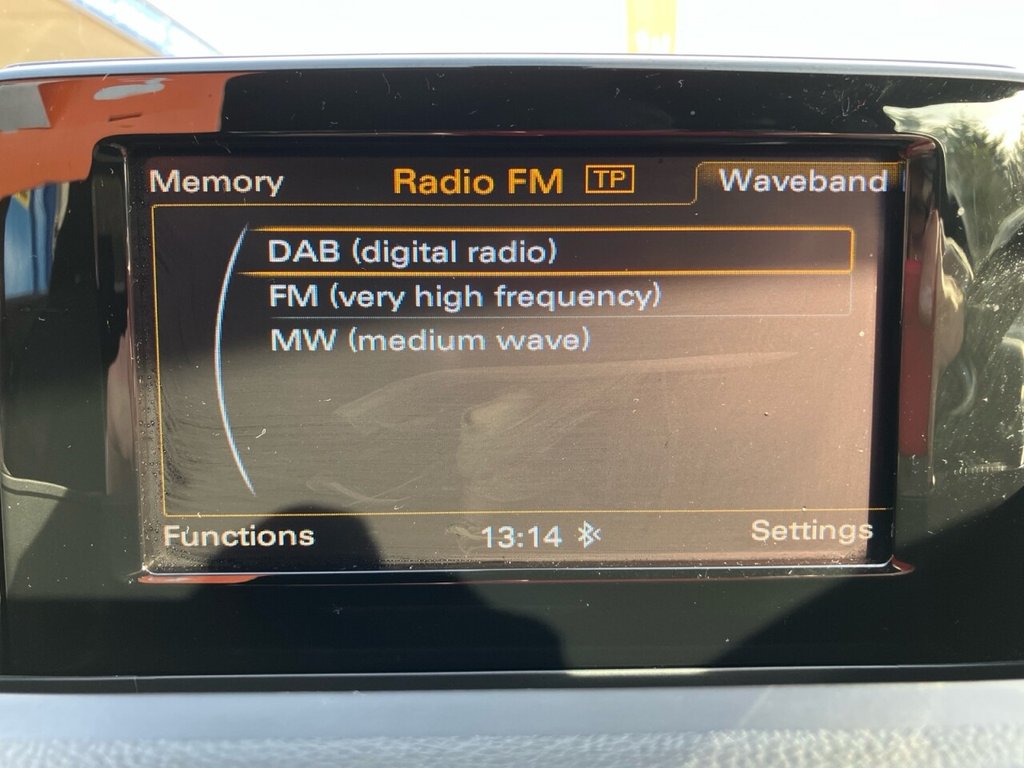 Memory Radio FM TP Waveband
DAB (digital radio)
FM (very high frequency)
MW (medium wave)
Functions 13:14 Settings